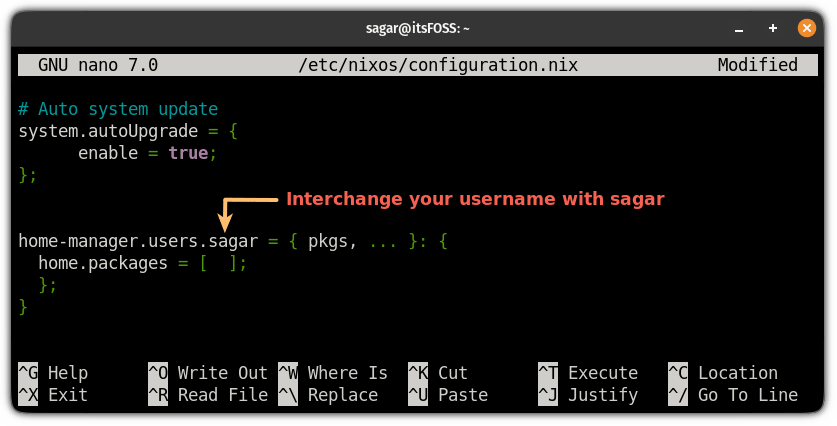 sagar@itsFOSS: ~
GNU nano 7.0 /etc/nixos/configuration.nix Modified
# Auto system update
system.autoUpgrade = {
enable = true;
};
Interchange your username with sagar
home-manager.users.sagar = { pkgs, ... }: {
home.packages = [ ];
};
}
^G Help ^O Write Out ^W Where Is ^K Cut ^T Execute ^C Location
^X Exit ^R Read File ^\ Replace ^U Paste ^J Justify ^/ Go To Line